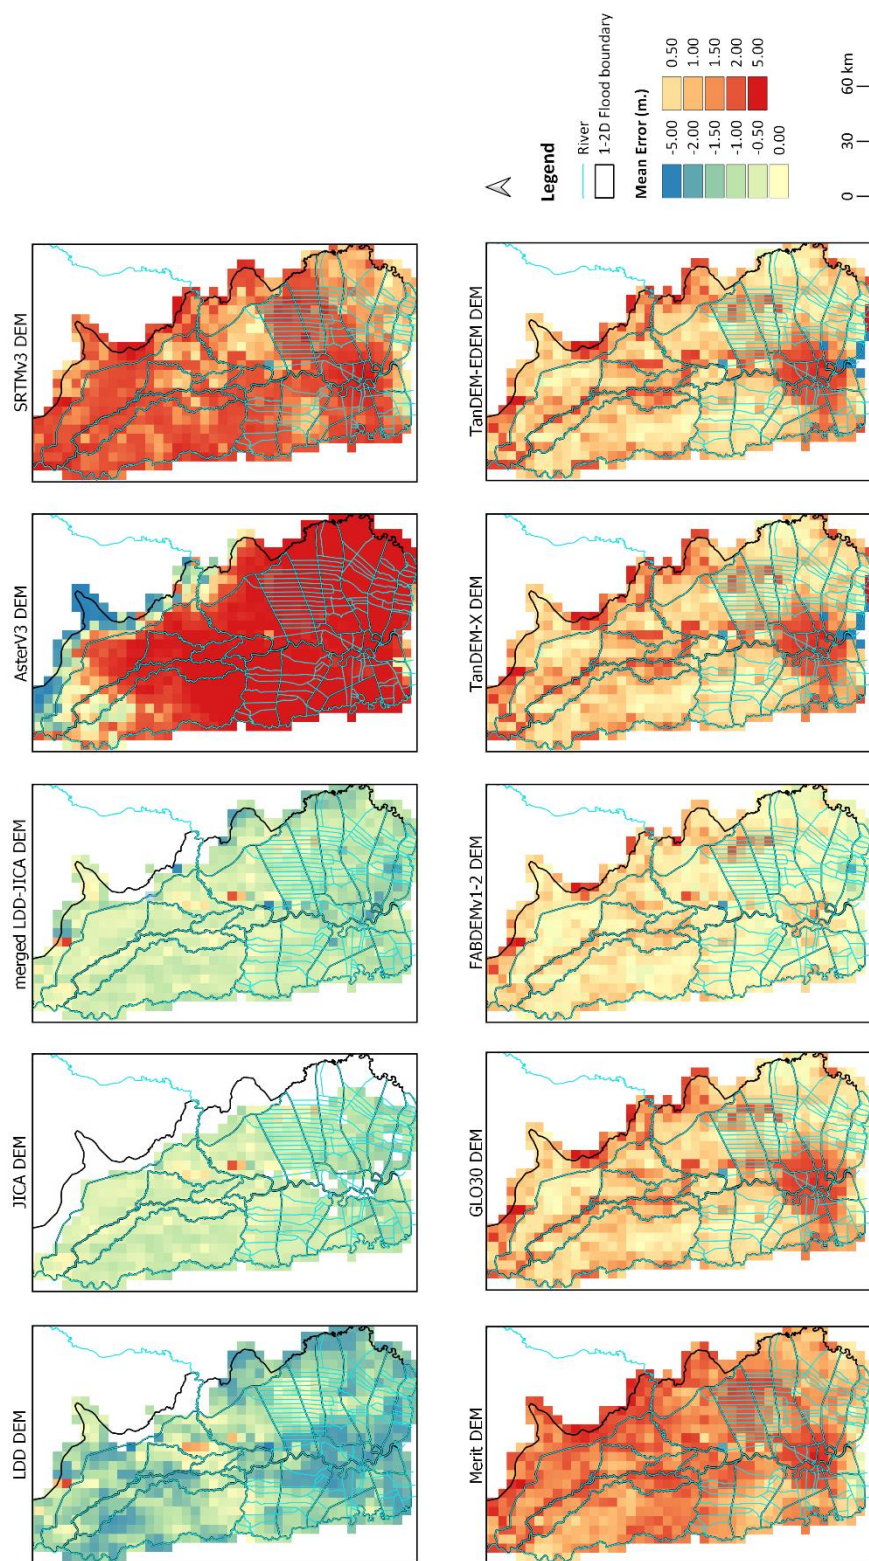 LDD DEM
JICA DEM
merged LDD-JICA DEM
AsterV3 DEM
SRTMv3 DEM
Merit DEM
GLO30 DEM
FABDEMv1-2 DEM
TanDEM-X DEM
TanDEM-EDEM DEM
Legend
River
1-2D Flood boundary
Mean Error (m.)
-5.00
-2.00
-1.50
-1.00
-0.50
0.00
0.50
1.00
1.50
2.00
5.00
0 30 60 km